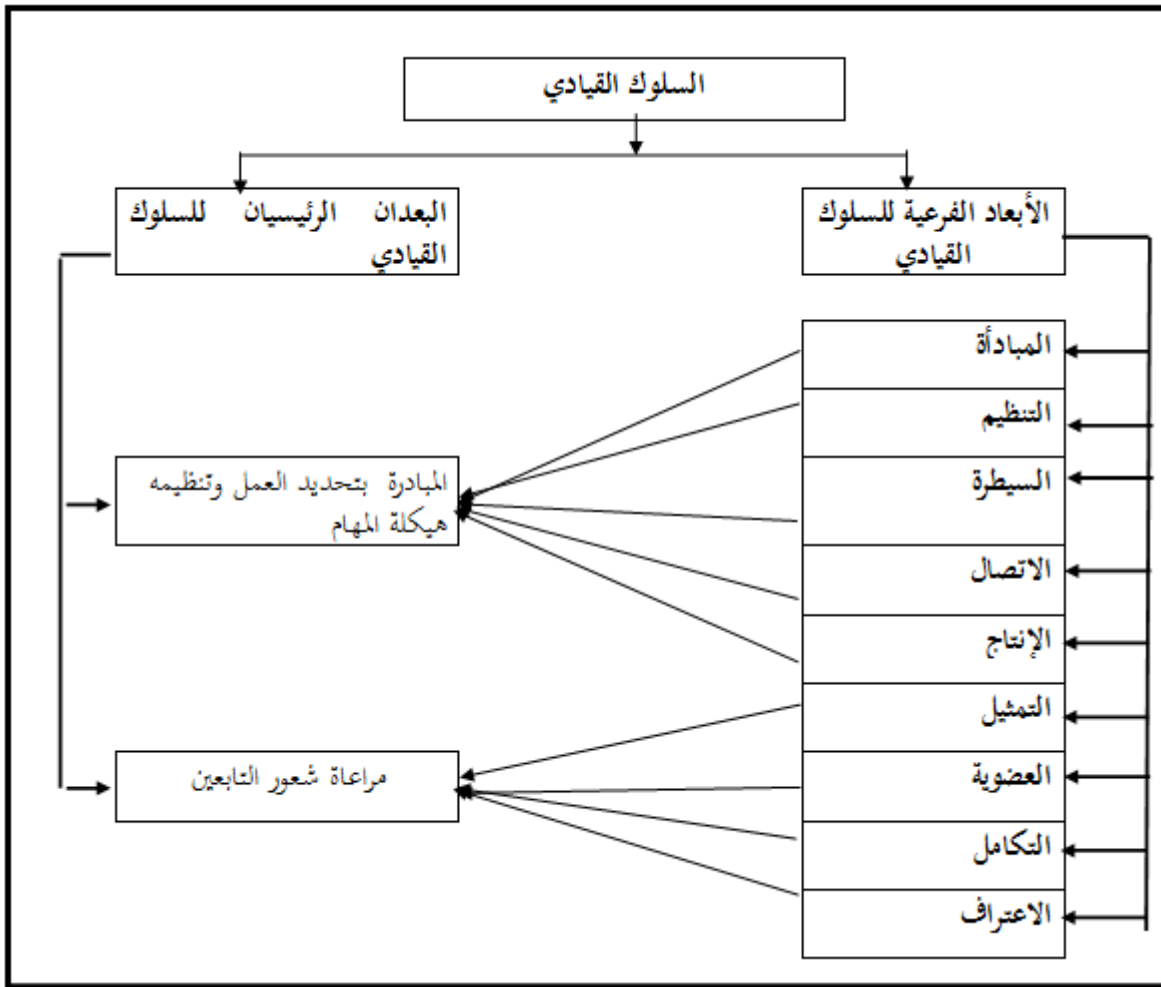 السلوك القيادي
الأبعاد الفرعية للسلوك
القيادي
البعدان الرئيسيان للسلوك
القيادي
المبادأة
التنظيم
السيطرة
الاتصال
الإنتاج
التمثيل
العضوية
التكامل
الاعتراف
المبادرة بتحديد العمل وتنظيمه
هيكلة المهام
مراعاة شعور التابعين